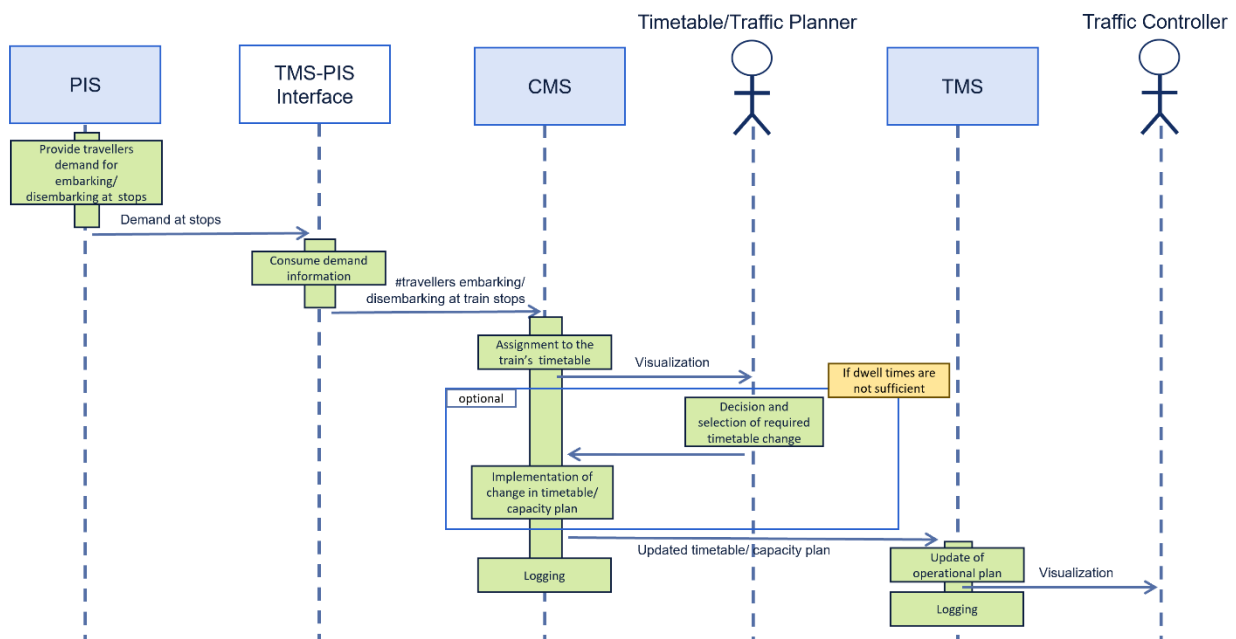 Timetable/Traffic Planner
Traffic Controller
PIS
TMS-PIS
Interface
CMS
TMS
Provide travellers
demand for
embarking/
disembarking at stops
Demand at stops
Consume demand
information
#travellers embarking/
disembarking at train stops
Assignment to the
train's timetable
Visualization
If dwell times are
not sufficient
optional
Decision and
selection of required
timetable change
Implementation of
change in timetable/
capacity plan
Updated timetable/ capacity plan
Update of
operational plan
Visualization
Logging
Logging